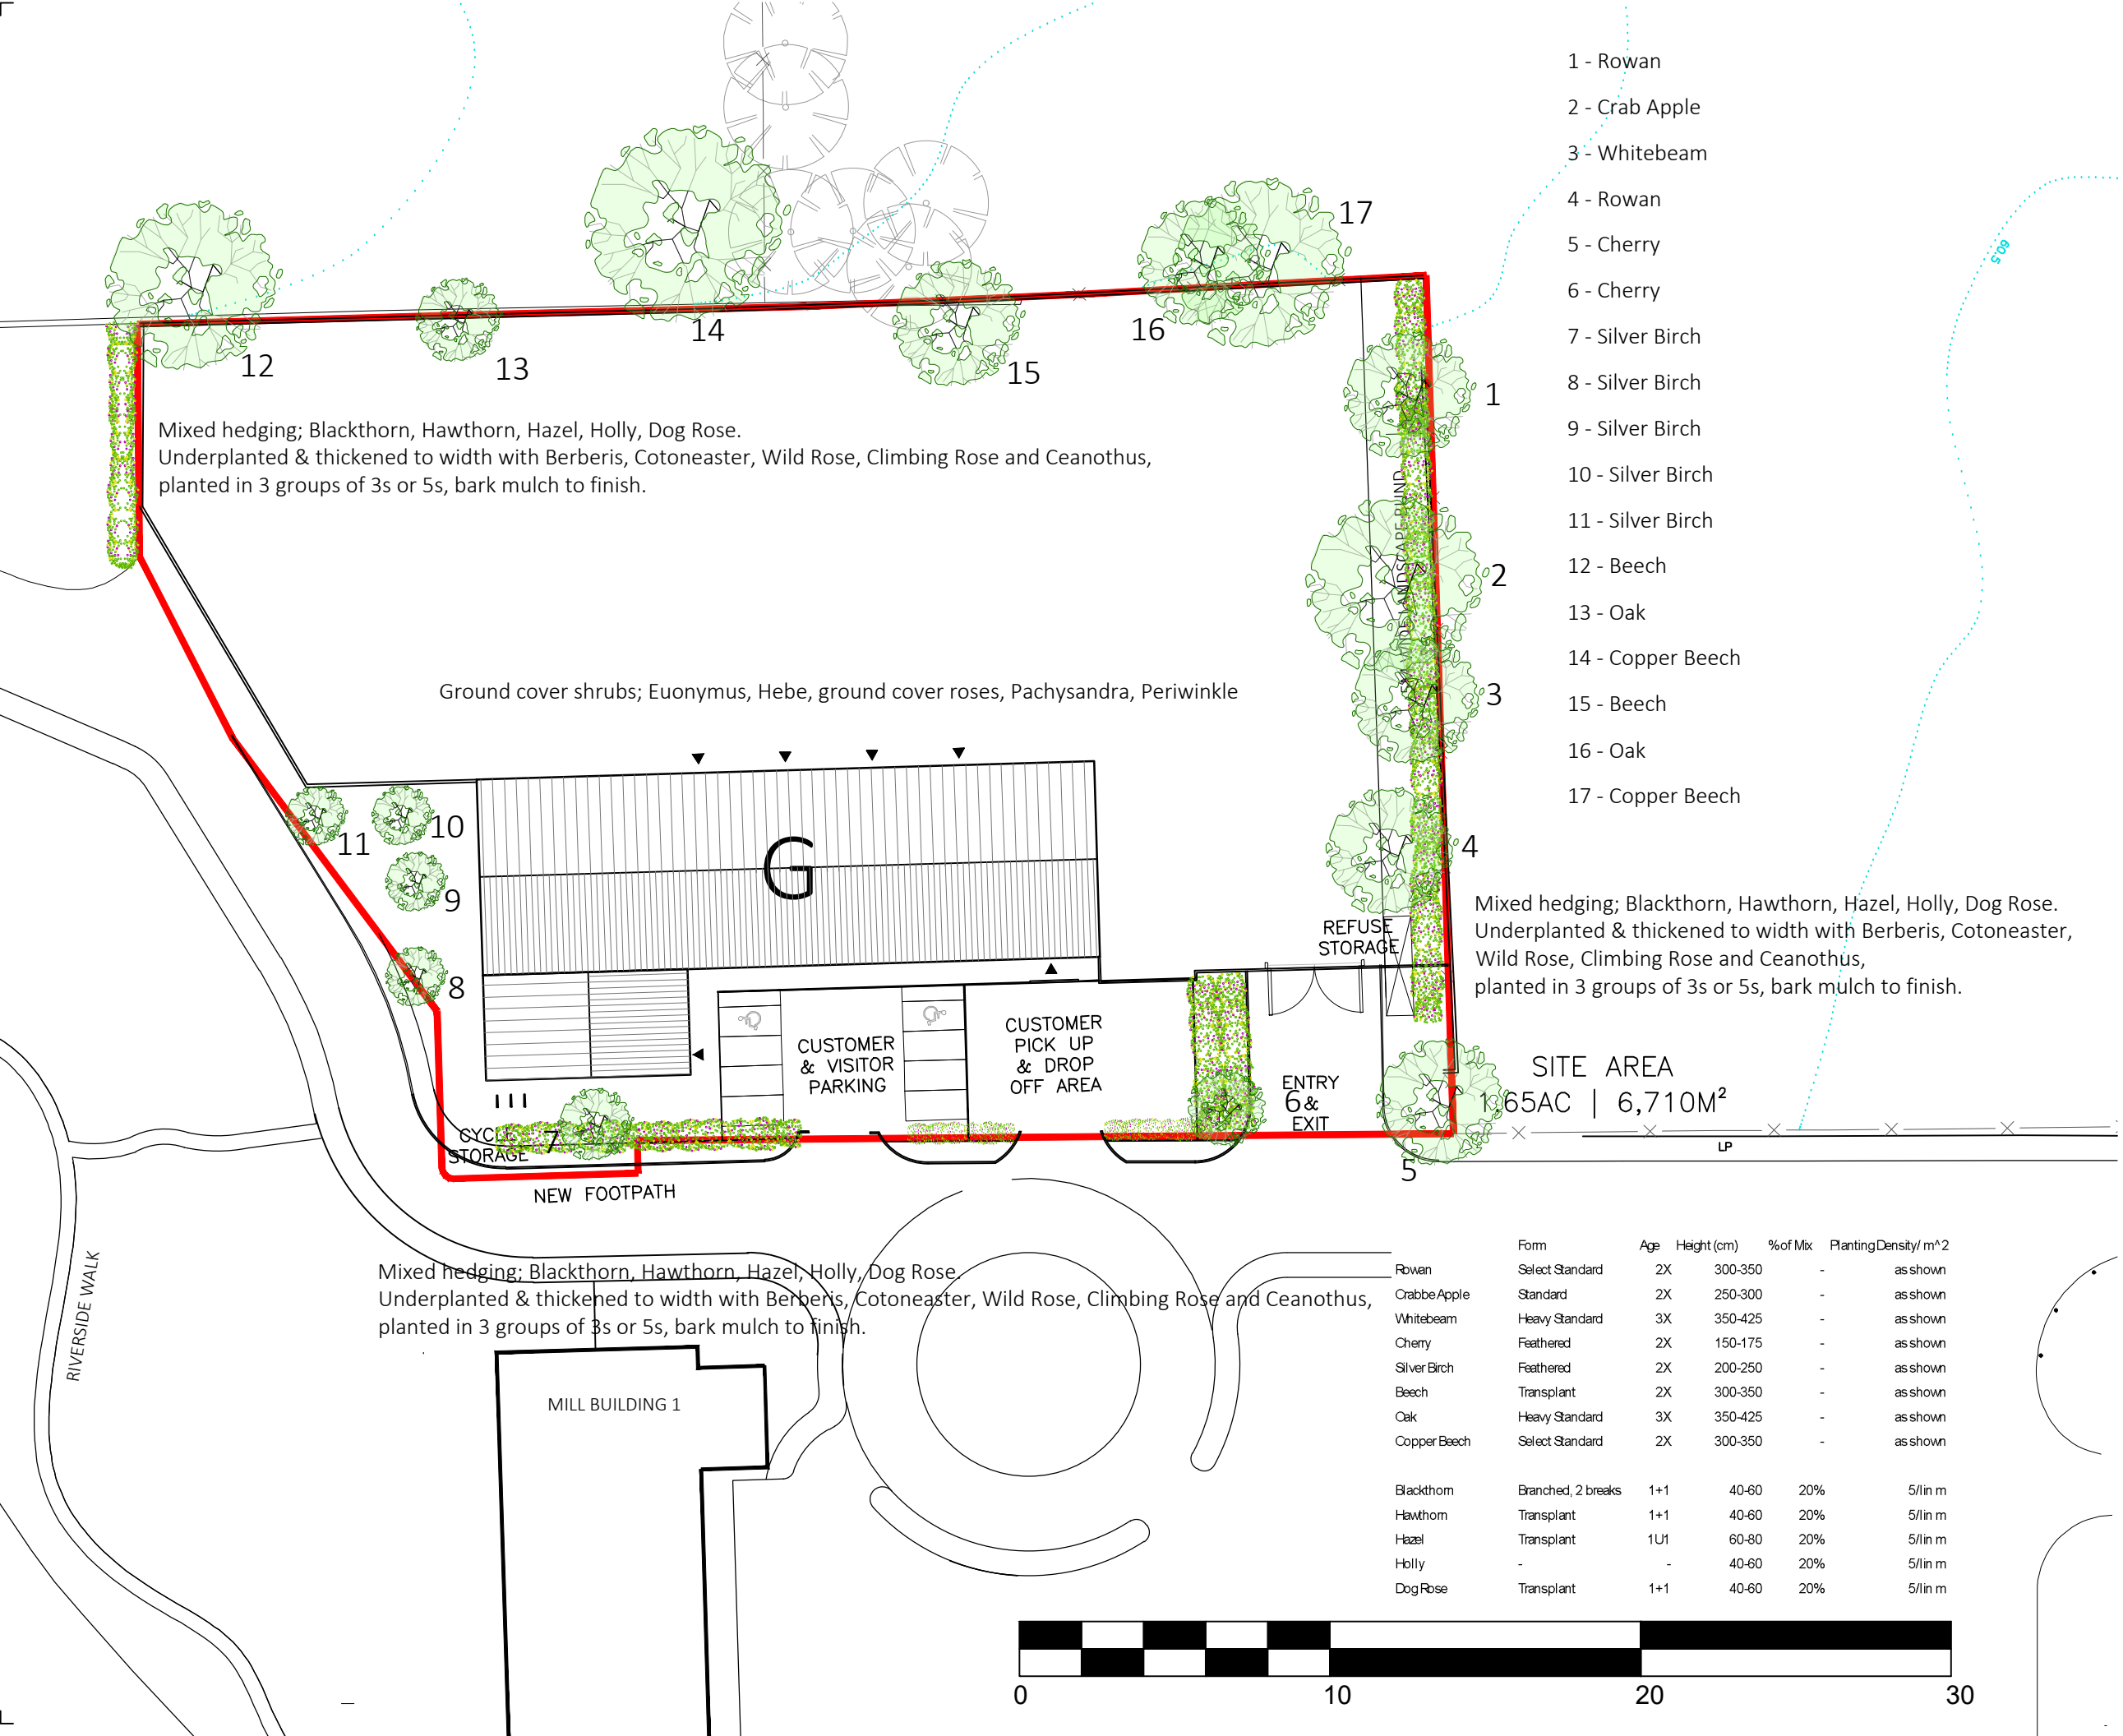 1 - Rowan
2 - Crab Apple
3 - Whitebeam
4 - Rowan
5 - Cherry
6 - Cherry
7 - Silver Birch
8 - Silver Birch
9 - Silver Birch
10 - Silver Birch
11 - Silver Birch
12 - Beech
13 - Oak
14 - Copper Beech
15 - Beech
16 - Oak
17 - Copper Beech
60.5
17
14
16
12
13
15
1
Mixed hedging; Blackthorn, Hawthorn, Hazel, Holly, Dog Rose.
Underplanted & thickened to width with Berberis, Cotoneaster, Wild Rose, Climbing Rose and Ceanothus,
planted in 3 groups of 3s or 5s, bark mulch to finish.
LANDSCAPE BUND
2
3
Ground cover shrubs; Euonymus, Hebe, ground cover roses, Pachysandra, Periwinkle
10
11
4
G
9
8
REFUSE
STORAGE
Mixed hedging; Blackthorn, Hawthorn, Hazel, Holly, Dog Rose.
Underplanted & thickened to width with Berberis, Cotoneaster,
Wild Rose, Climbing Rose and Ceanothus,
planted in 3 groups of 3s or 5s, bark mulch to finish.
CUSTOMER
& VISITOR
PARKING
CUSTOMER
PICK UP
& DROP
OFF AREA
ENTRY
&
EXIT
6
SITE AREA
1.65AC | 6,710M²
LP
5
7
CYCLE
STORAGE
NEW FOOTPATH
RIVERSIDE WALK
Mixed hedging; Blackthorn, Hawthorn, Hazel, Holly, Dog Rose.
Underplanted & thickened to width with Berberis, Cotoneaster, Wild Rose, Climbing Rose and Ceanothus,
planted in 3 groups of 3s or 5s, bark mulch to finish.
MILL BUILDING 1
Form Age Height (cm) % of Mix Planting Density/ m^2
Rowan Select Standard 2X 300-350 - as shown
Crabbe Apple Standard 2X 250-300 - as shown
Whitebeam Heavy Standard 3X 350-425 - as shown
Cherry Feathered 2X 150-175 - as shown
Silver Birch Feathered 2X 200-250 - as shown
Beech Transplant 2X 300-350 - as shown
Oak Heavy Standard 3X 350-425 - as shown
Copper Beech Select Standard 2X 300-350 - as shown
Blackthorn Branched, 2 breaks 1+1 40-60 20% 5/lin m
Hawthorn Transplant 1+1 40-60 20% 5/lin m
Hazel Transplant 1U1 60-80 20% 5/lin m
Holly - - 40-60 20% 5/lin m
Dog Rose Transplant 1+1 40-60 20% 5/lin m
0 10 20 30